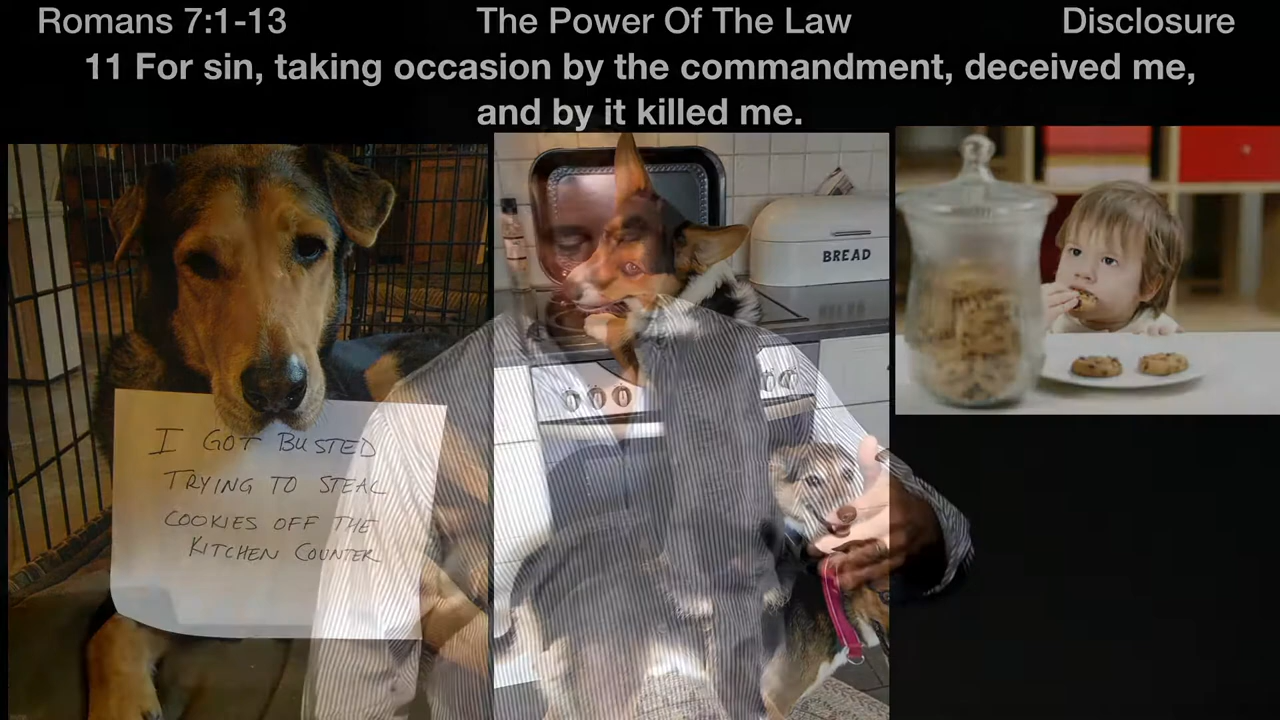 Romans 7:1-13
The Power Of The Law
Disclosure
11 For sin, taking occasion by the commandment, deceived me,
and by it killed me.
I GOT BUSTED
TRYING TO STEAL
COOKIES OFF THE
KITCHEN COUNTER
BREAD